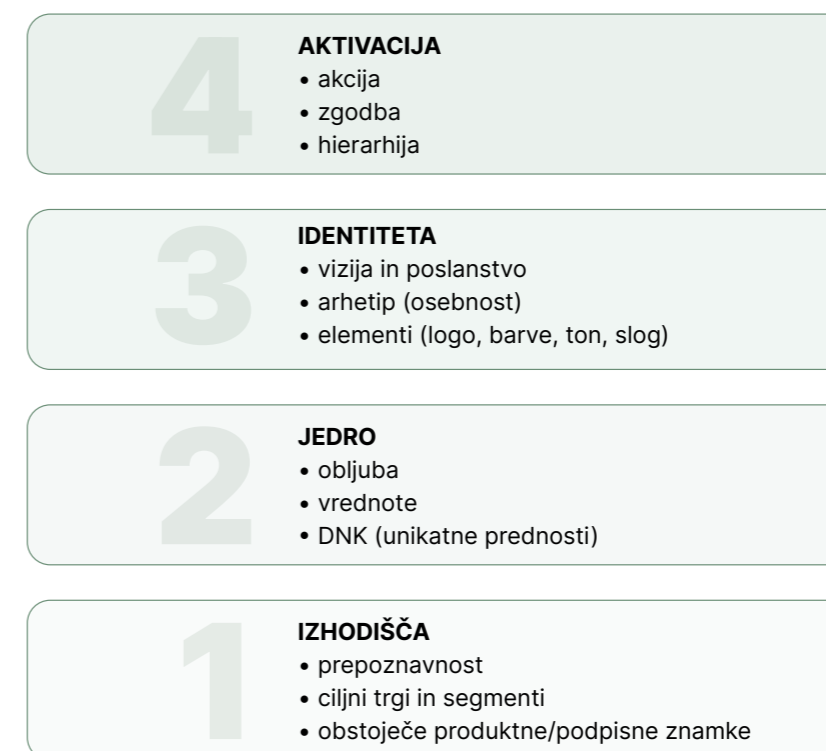 4
AKTIVACIJA
• akcija
• zgodba
• hierarhija
3
IDENTITETA
• vizija in poslanstvo
• arhetip (osebnost)
• elementi (logo, barve, ton, slog)
2
JEDRO
• obljuba
• vrednote
• DNK (unikatne prednosti)
1
IZHODIŠČA
• prepoznavnost
• ciljni trgi in segmenti
• obstoječe produktne/podpisne znamke